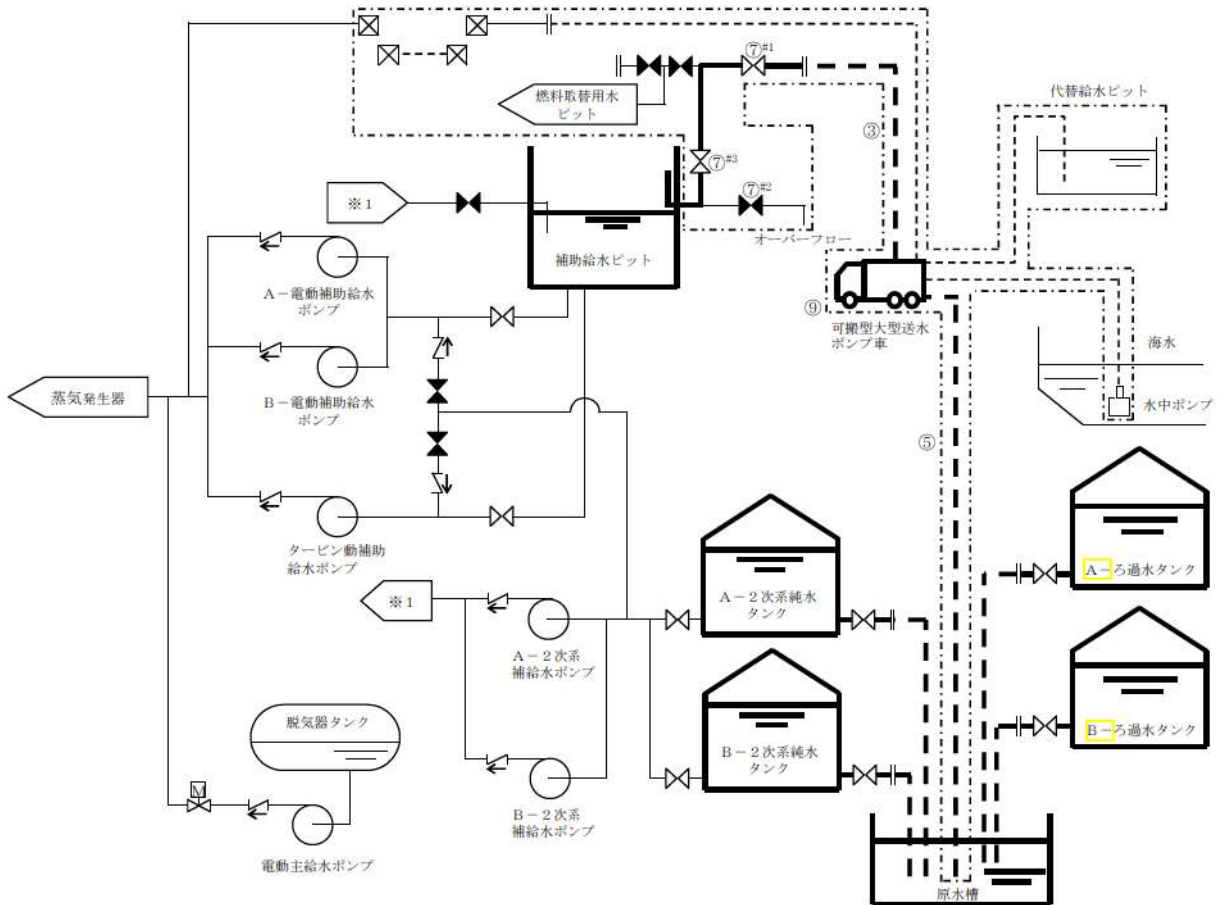 ⑦#1
燃料取替用水
ピット
③
代替給水ピット
⑦#3
⑦#2
オーバーフロー
※1
補助給水ピット
A-電動補助給水
ポンプ
⑨
可搬型大型送水
ポンプ車
海水
水中ポンプ
蒸気発生器
B-電動補助給水
ポンプ
⑤
タービン動補助
給水ポンプ
A-ろ過水タンク
※1
A-2次系純水
タンク
A-2次系
補給水ポンプ
B-ろ過水タンク
脱気器タンク
B-2次系純水
タンク
M
B-2次系
補給水ポンプ
電動主給水ポンプ
原水槽